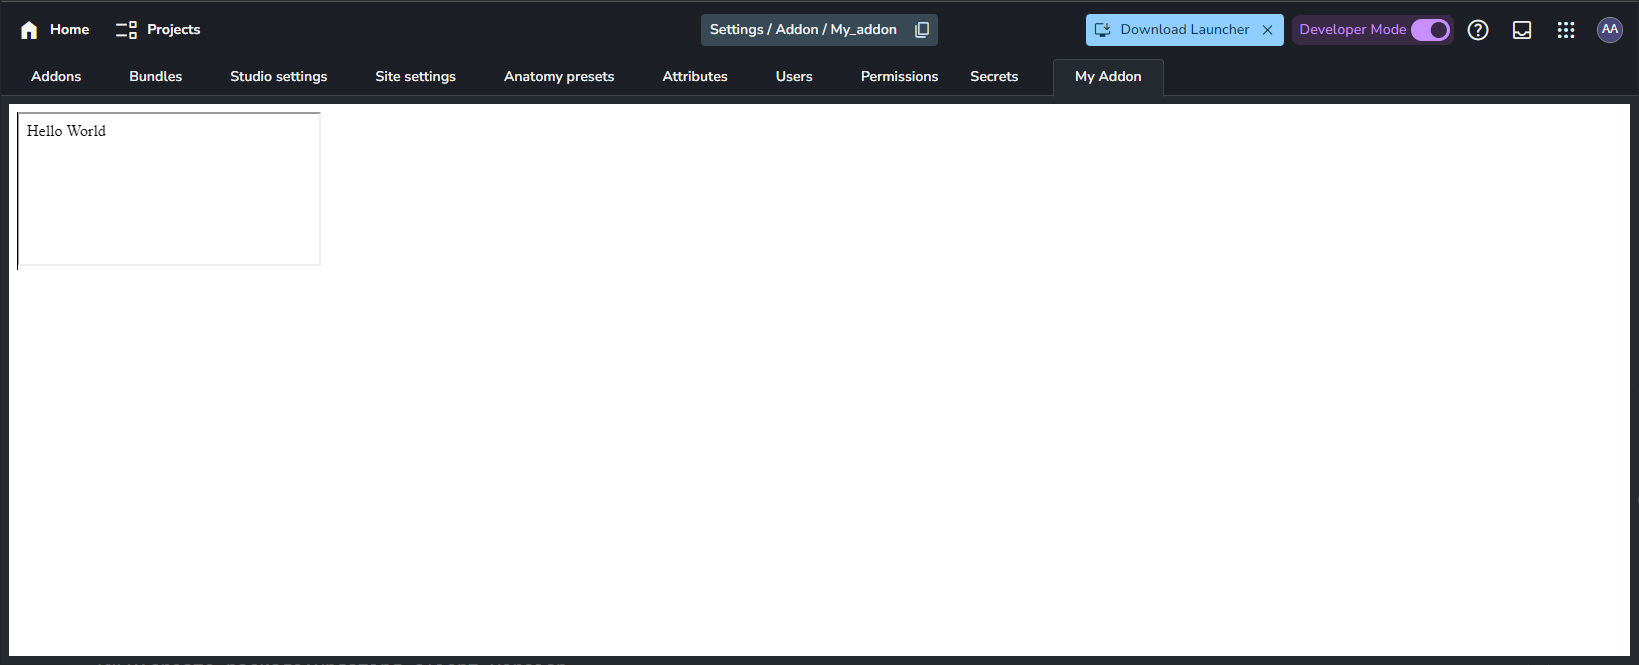 Home Projects Settings / Addon / My_addon Download Launcher Developer Mode AA
Addons Bundles Studio settings Site settings Anatomy presets Attributes Users Permissions Secrets My Addon
Hello World